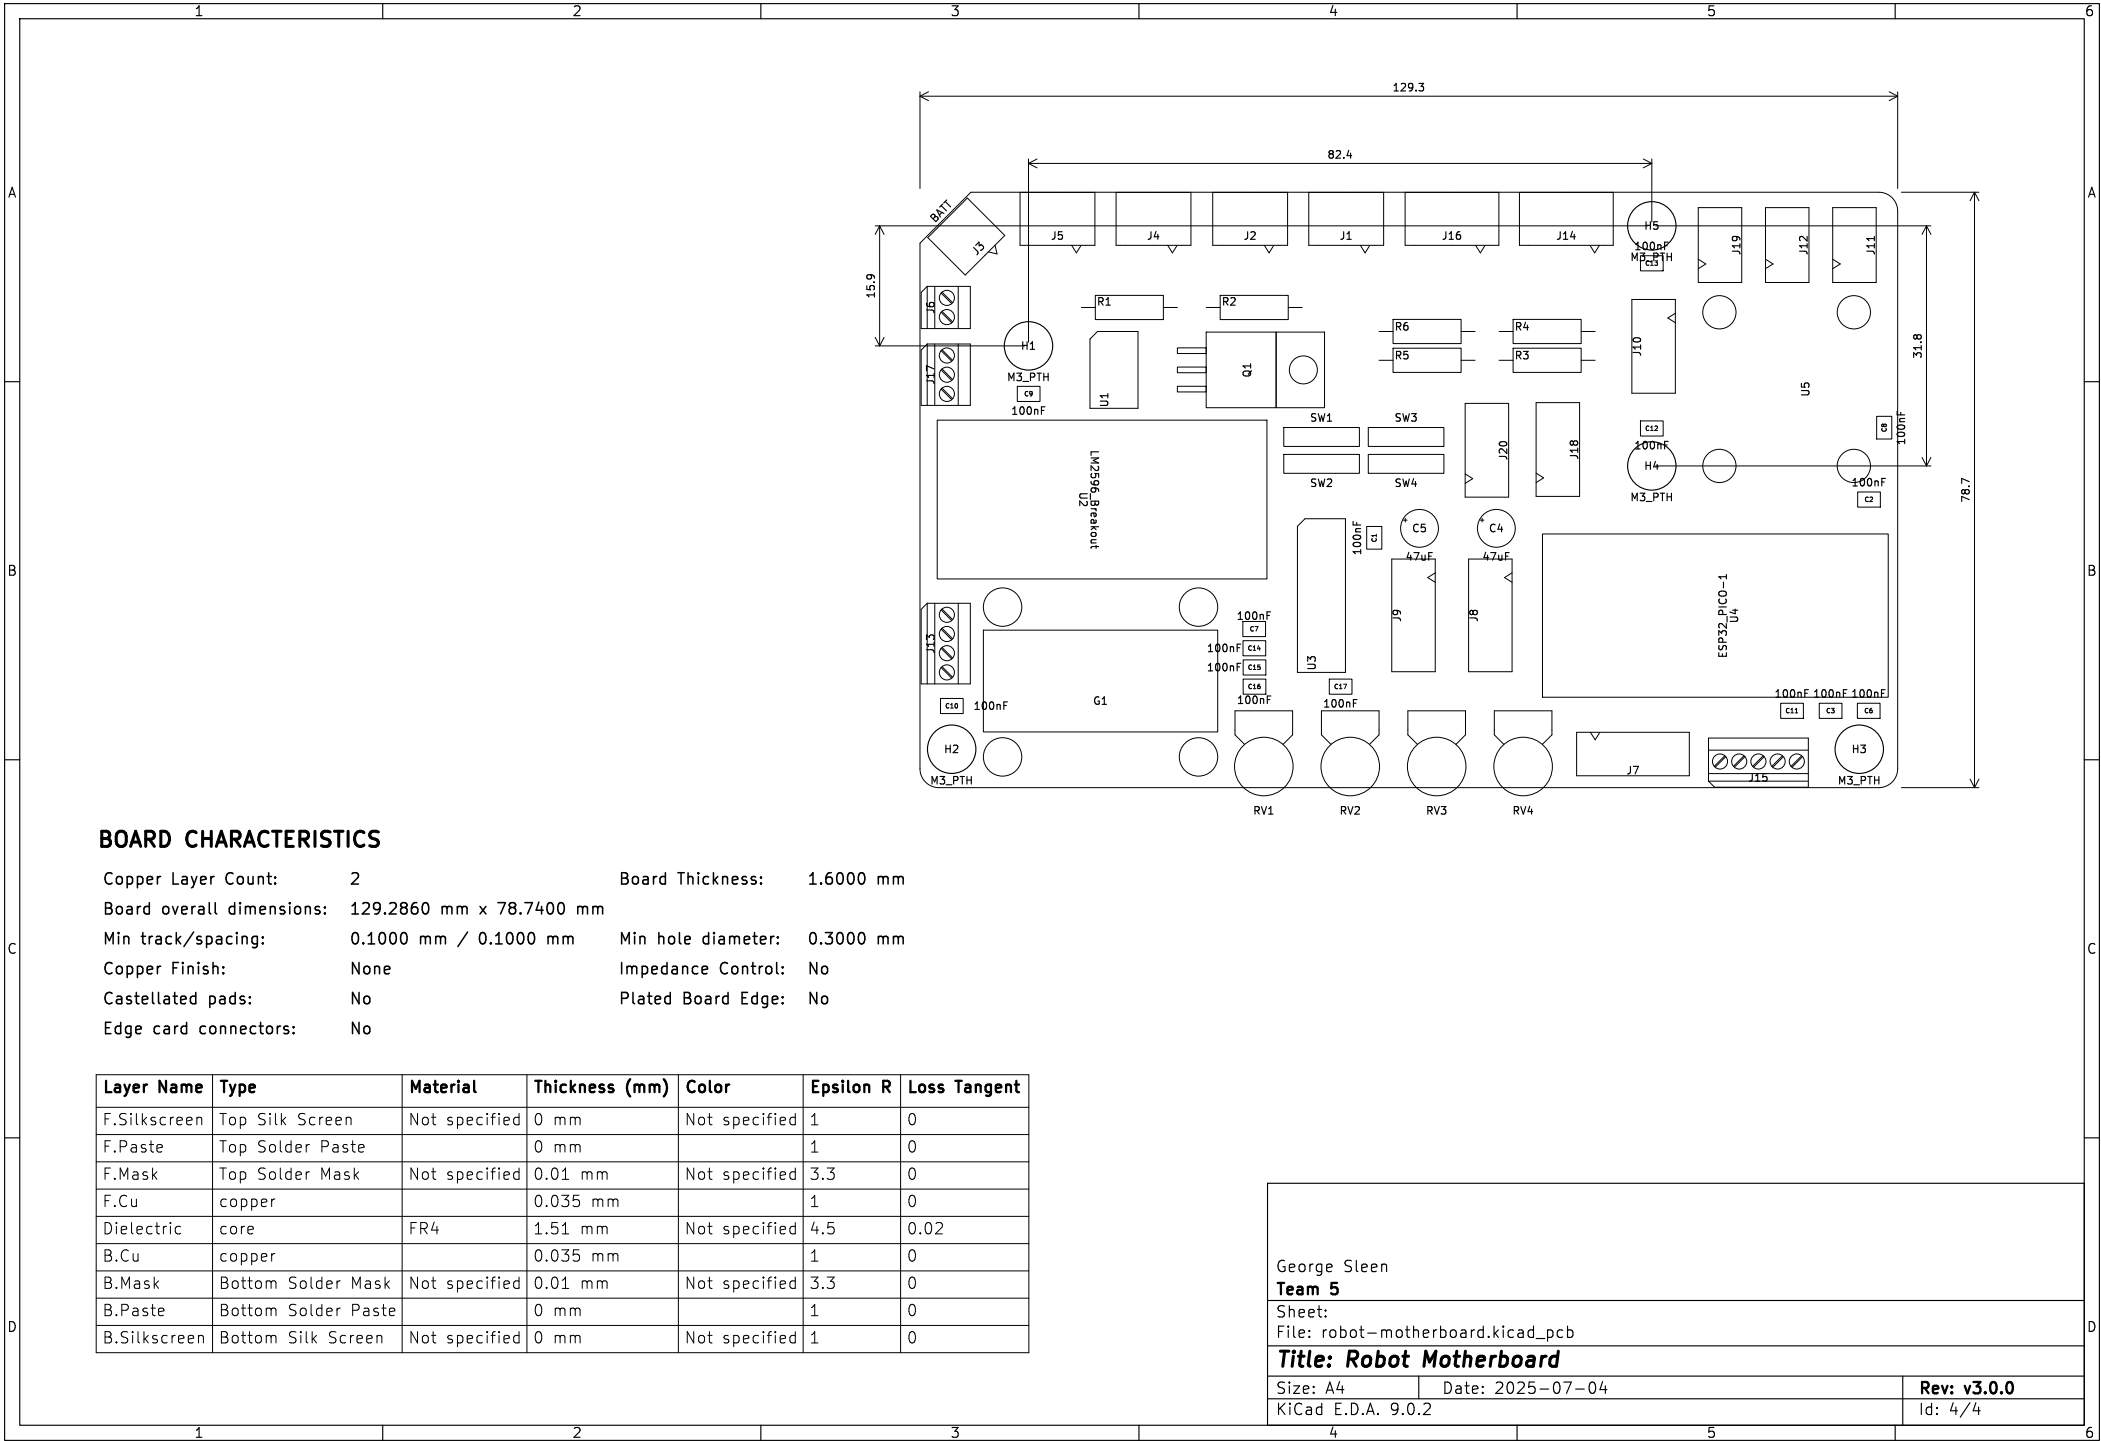 1 2 3 4 5 6
A
B
C
D
129.3
82.4
BATT
J3
J5
J4
J2
J1
J16
J14
H5
100nF
M3_PTH
C13
J19
J12
J11
15.9
J6
R1
R2
H1
M3_PTH
C9
100nF
J17
U1
Q1
R6
R4
R5
R3
J10
31.8
U5
SW1
SW3
SW2
SW4
J20
J18
C12
100nF
H4
M3_PTH
C8
100nF
100nF
C2
78.7
LM2596_Breakout
U2
100nF
C1
C5
47uF
C4
47uF
J9
J8
ESP32_PICO-1
U4
J13
100nF
C7
100nF
C14
100nF
C15
C16
100nF
U3
C17
100nF
G1
C10
100nF
H2
M3_PTH
100nF 100nF 100nF
C11
C3
C6
J7
J15
H3
M3_PTH
RV1
RV2
RV3
RV4
BOARD CHARACTERISTICS
Copper Layer Count: 2 Board Thickness: 1.6000 mm
Board overall dimensions: 129.2860 mm x 78.7400 mm
Min track/spacing: 0.1000 mm / 0.1000 mm Min hole diameter: 0.3000 mm
Copper Finish: None Impedance Control: No
Castellated pads: No Plated Board Edge: No
Edge card connectors: No
Layer Name Type Material Thickness (mm) Color Epsilon R Loss Tangent
F.Silkscreen Top Silk Screen Not specified 0 mm Not specified 1 0
F.Paste Top Solder Paste 0 mm 1 0
F.Mask Top Solder Mask Not specified 0.01 mm Not specified 3.3 0
F.Cu copper 0.035 mm 1 0
Dielectric core FR4 1.51 mm Not specified 4.5 0.02
B.Cu copper 0.035 mm 1 0
B.Mask Bottom Solder Mask Not specified 0.01 mm Not specified 3.3 0
B.Paste Bottom Solder Paste 0 mm 1 0
B.Silkscreen Bottom Silk Screen Not specified 0 mm Not specified 1 0
George Sleen
Team 5
Sheet:
File: robot-motherboard.kicad_pcb
Title: Robot Motherboard
Size: A4 Date: 2025-07-04 Rev: v3.0.0
KiCad E.D.A. 9.0.2 Id: 4/4
A
B
C
D
1 2 3 4 5 6